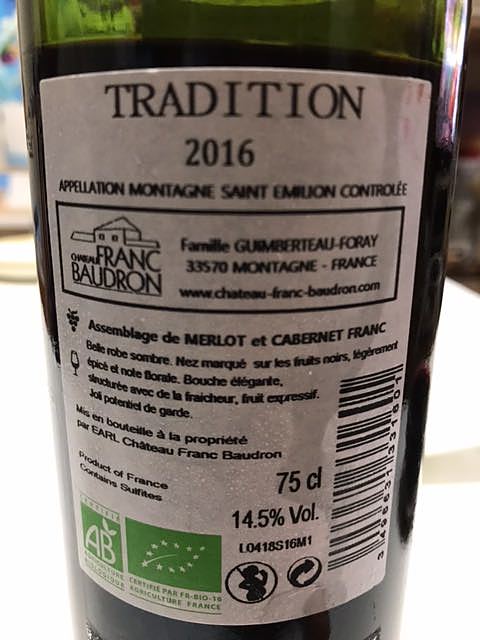 TRADITION
2016
APPELLATION MONTAGNE SAINT EMILION CONTROLÉE
CHATEAU
FRANC
BAUDRON
Famille GUIMBERTEAU-FORAY
33570 MONTAGNE - FRANCE
www.chateau-franc-baudron.com
Assemblage de MERLOT et CABERNET FRANC
Belle robe sombre. Nez marqué sur les fruits noirs, légèrement
épicé et note florale. Bouche élégante,
structurée avec de la fraicheur, fruit expressif.
Joli potentiel de garde.
Mis en bouteille à la propriété
par EARL Château Franc Baudron
Product of France
Contains Sulfites
75 cl
14.5% Vol.
L0418S16M1
CERTIFIÉ
AB
AGRICULTURE
BIOLOGIQUE
CERTIFIÉ PAR FR-BIO-10
AGRICULTURE FRANCE